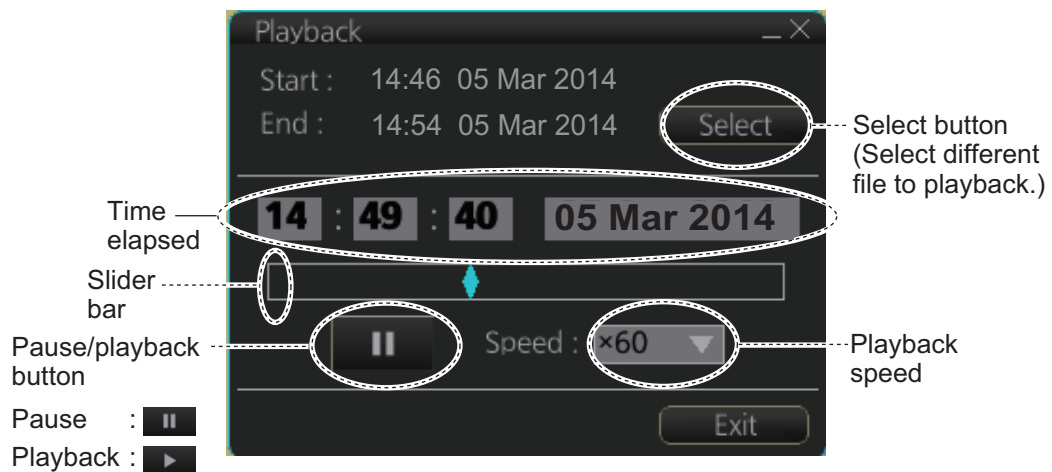 Playback
Start : 14:46 05 Mar 2014
End : 14:54 05 Mar 2014
Select
Select button
(Select different
file to playback.)
Time
elapsed
14 : 49 : 40 05 Mar 2014
Slider
bar
Pause/playback
button
Speed : ×60
Playback
speed
Pause :
Playback :
Exit